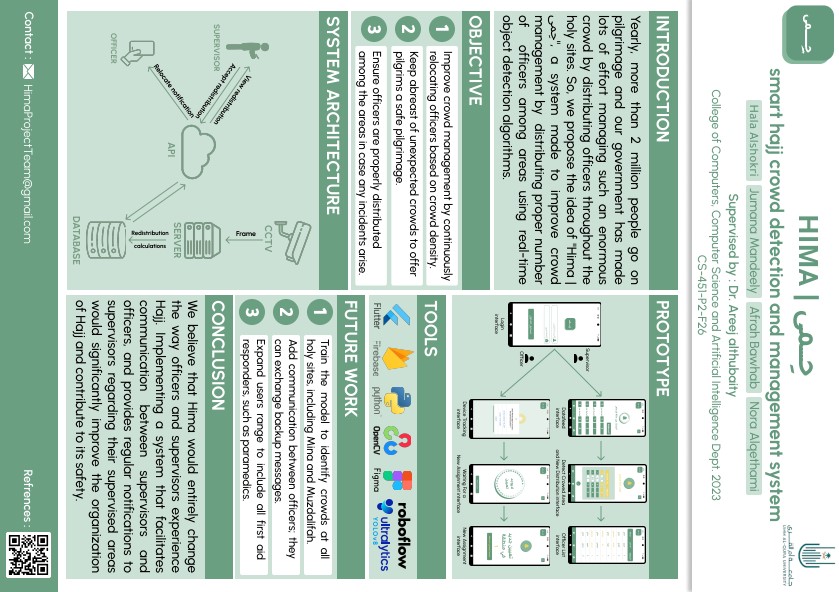 حِمى
HIMA | حِمى
جامعة أم القرى
UMM AL-QURA UNIVERSITY
smart hajj crowd detection and management system
Hala Alshokri Jumana Mandeely Afrah Bawhab Nora Alqethami
Supervised by : Dr. Areej althubaity
College of Computers, Computer Science and Artificial Intelligence Dept. 2023
CS-451-P2-F26
INTRODUCTION
Yearly, more than 2 million people go on
pilgrimage and our government has made
lots of effort managing such an enormous
crowd by distributing officers throughout the
holy sites. So, we propose the idea of "Hima |
حِمى", a system made to improve crowd
management by distributing proper number
of officers among areas using real-time
object detection algorithms.
OBJECTIVE
1 Improve crowd management by continuously
relocating officers based on crowd density.
2 Keep abreast of unexpected crowds to offer
pilgrims a safe pilgrimage.
3 Ensure officers are properly distributed
among the areas in case any incidents arise.
SYSTEM ARCHITECTURE
CCTV
Frame
SUPERVISOR
View redistribution
Accept redistribution
API
Relocate notification
OFFICER
SERVER
Redistribution
calculations
DATABASE
PROTOTYPE
Supervisor
Officer
Login
interface
Datafeed
interface
Detect Crowed Area
and New Distribution interface
Officer List
interface
Device Tracking
interface
لا يوجد
تعيين
Waiting For a
New Assignment interface
تعيين جديد
في منطقة
New Assignment
interface
TOOLS
Flutter
Firebase
python
OpenCV
Figma
roboflow
ultralytics
YOLOv8
FUTURE WORK
1 Train the model to identify crowds at all
holy sites, including Mina and Muzdalifah.
2 Add communication between officers; they
can exchange backup messages.
3 Expand users range to include all first aid
responders, such as paramedics.
CONCLUSION
We believe that Hima would entirely change
the way officers and supervisors experience
Hajj. Implementing a system that facilitates
communication between supervisors and
officers, and provides regular notifications to
supervisors regarding their supervised areas
would significantly improve the organization
of Hajj and contribute to its safety.
Contact : HimaProjectTeam@gmail.com
Refrences :